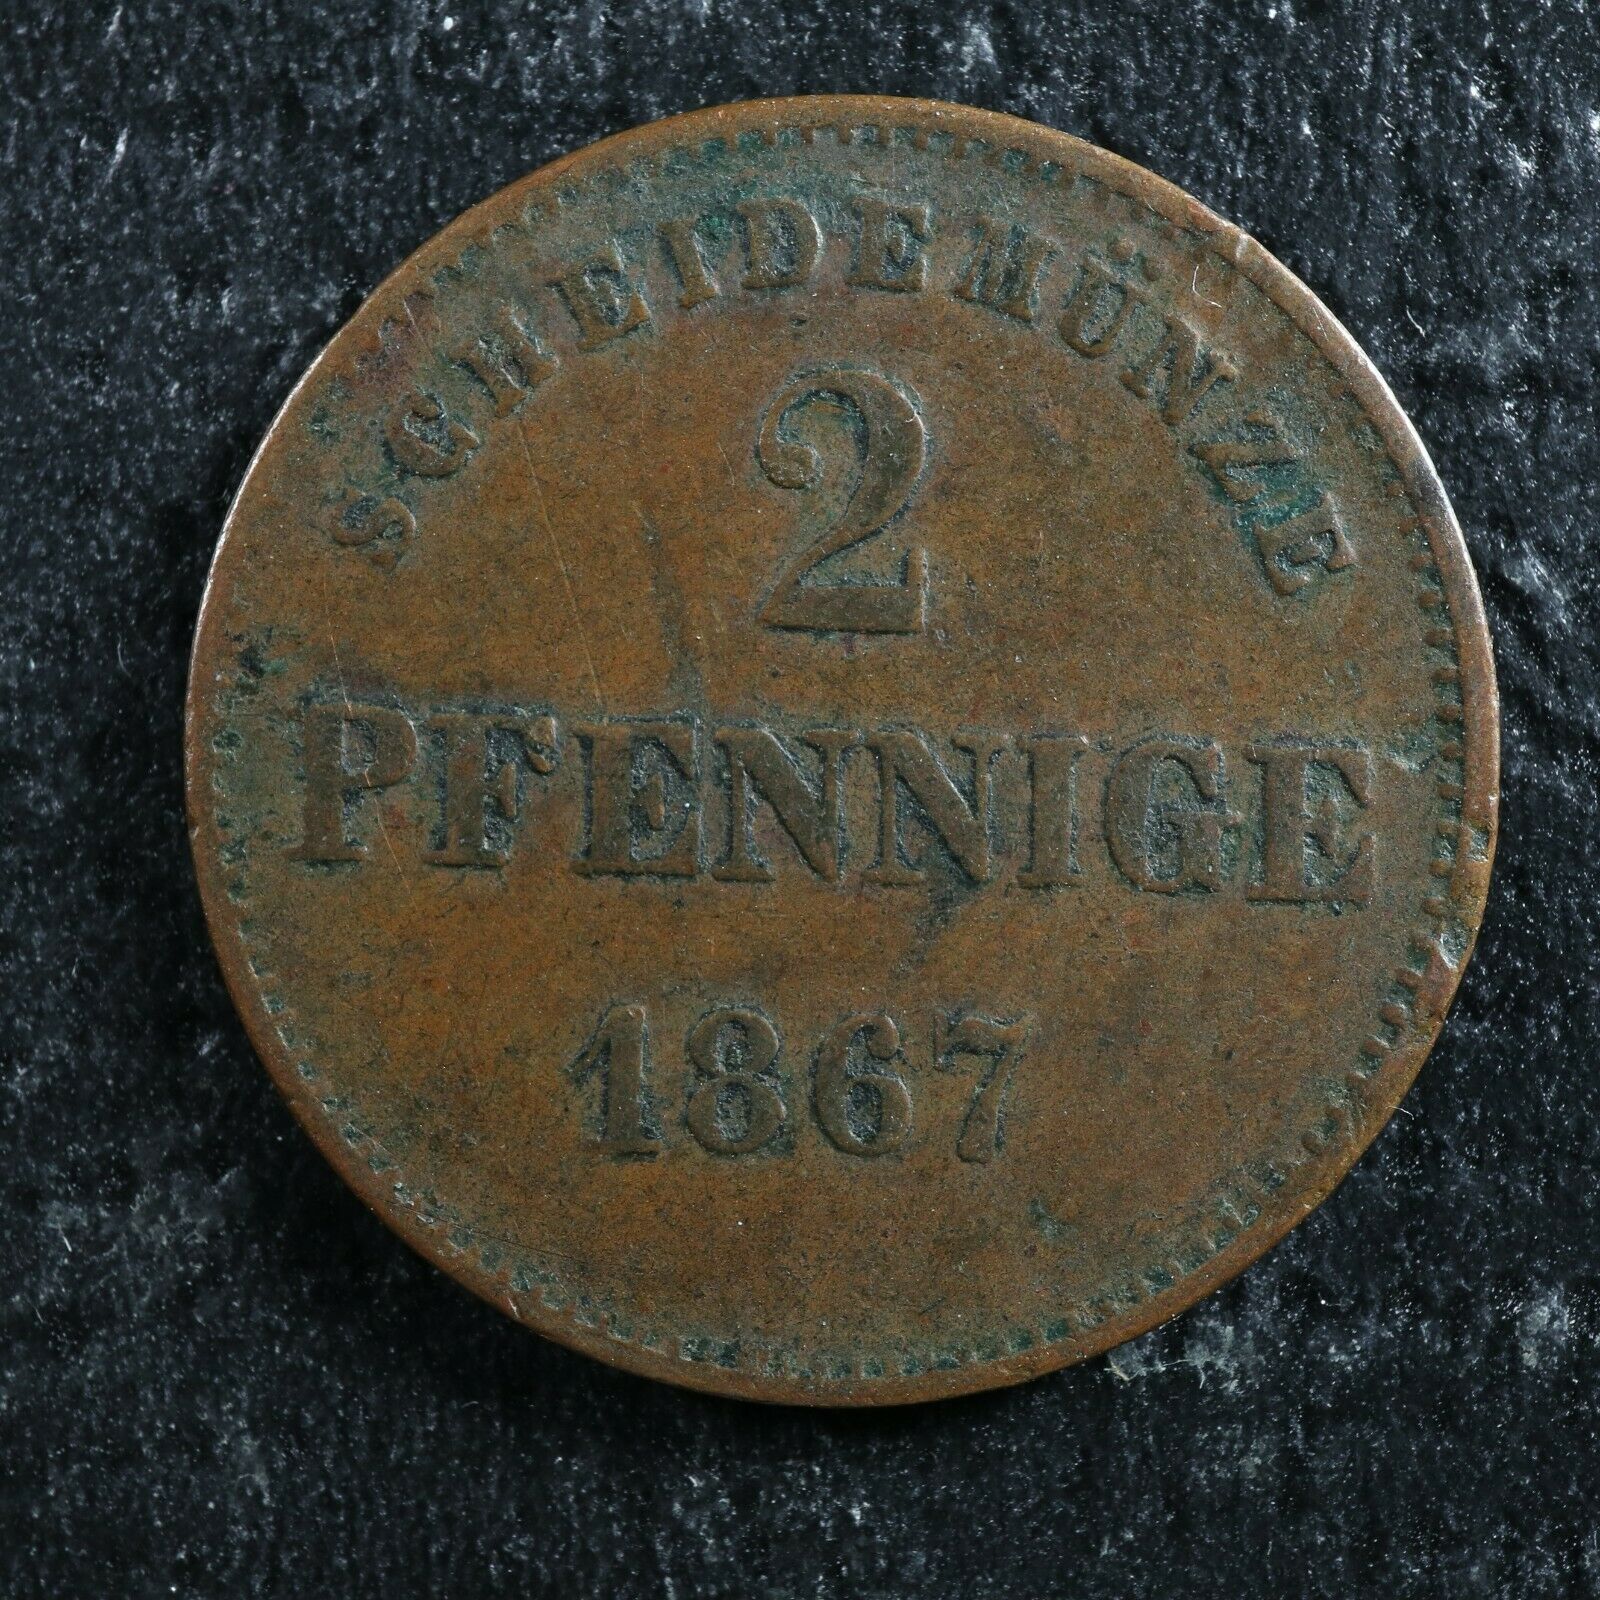 SCHEIDEMÜNZE
2
PFENNIGE
1867